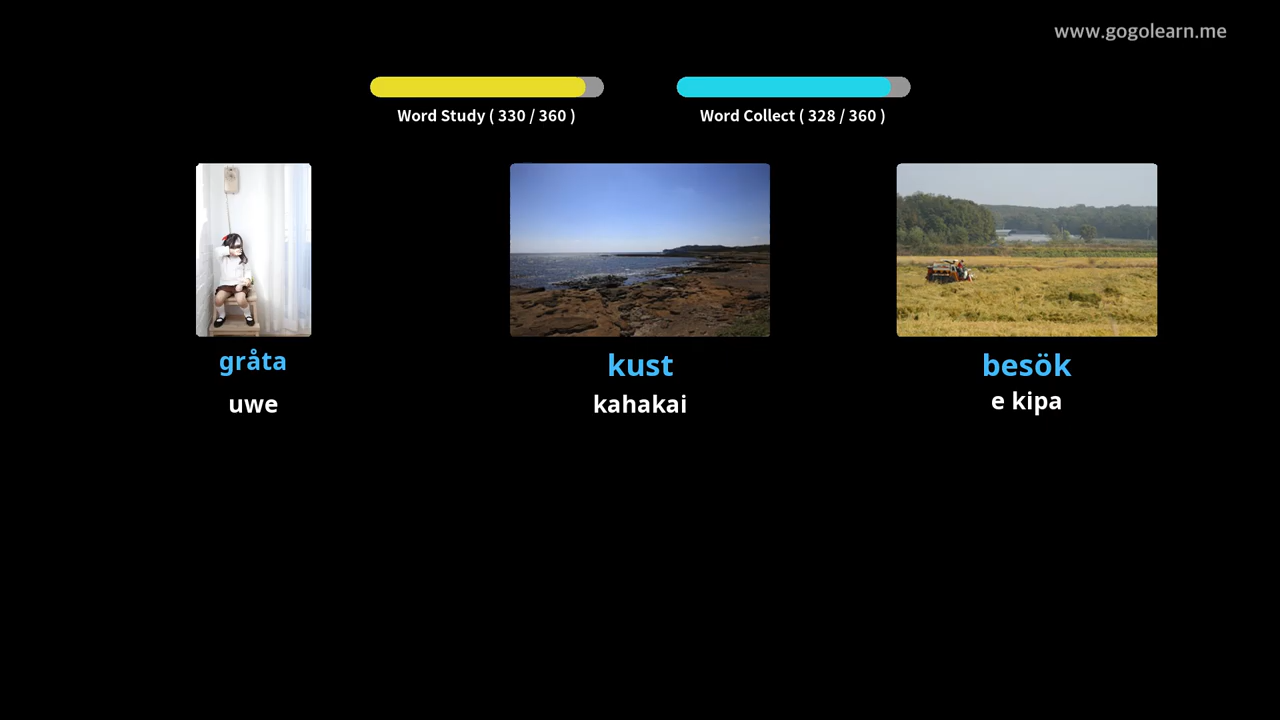 www.gogolearn.me
Word Study ( 330 / 360 )
Word Collect ( 328 / 360 )
gråta
kust
besök
uwe
kahakai
e kipa